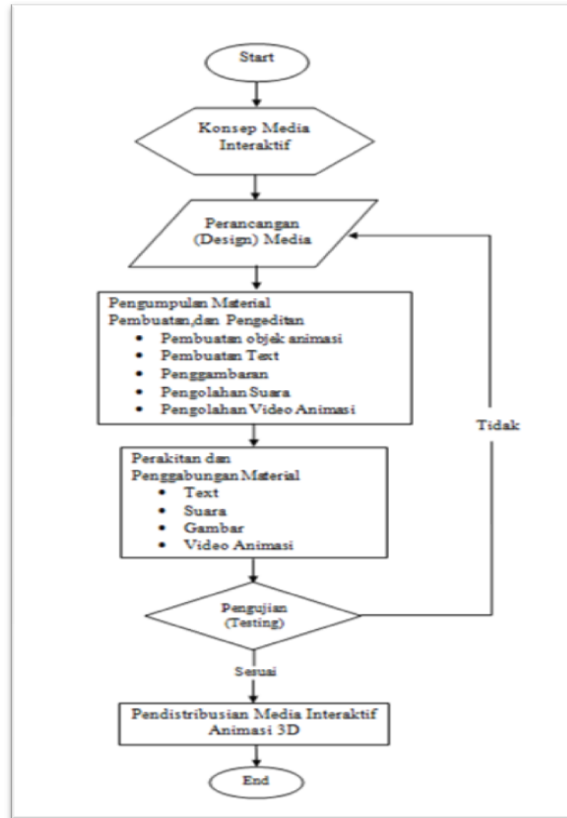 Start
Konsep Media
Interaktif
Perancangan
(Design) Media
Pengumpulan Material
Pembuatan,dan Pengeditan
• Pembuatan objek animasi
• Pembuatan Text
• Penggambaran
• Pengolahan Suara
• Pengolahan Video Animasi
Tidak
Perakitan dan
Penggabungan Material
• Text
• Suara
• Gambar
• Video Animasi
Pengujian
(Testing)
Sesuai
Pendistribusian Media Interaktif
Animasi 3D
End